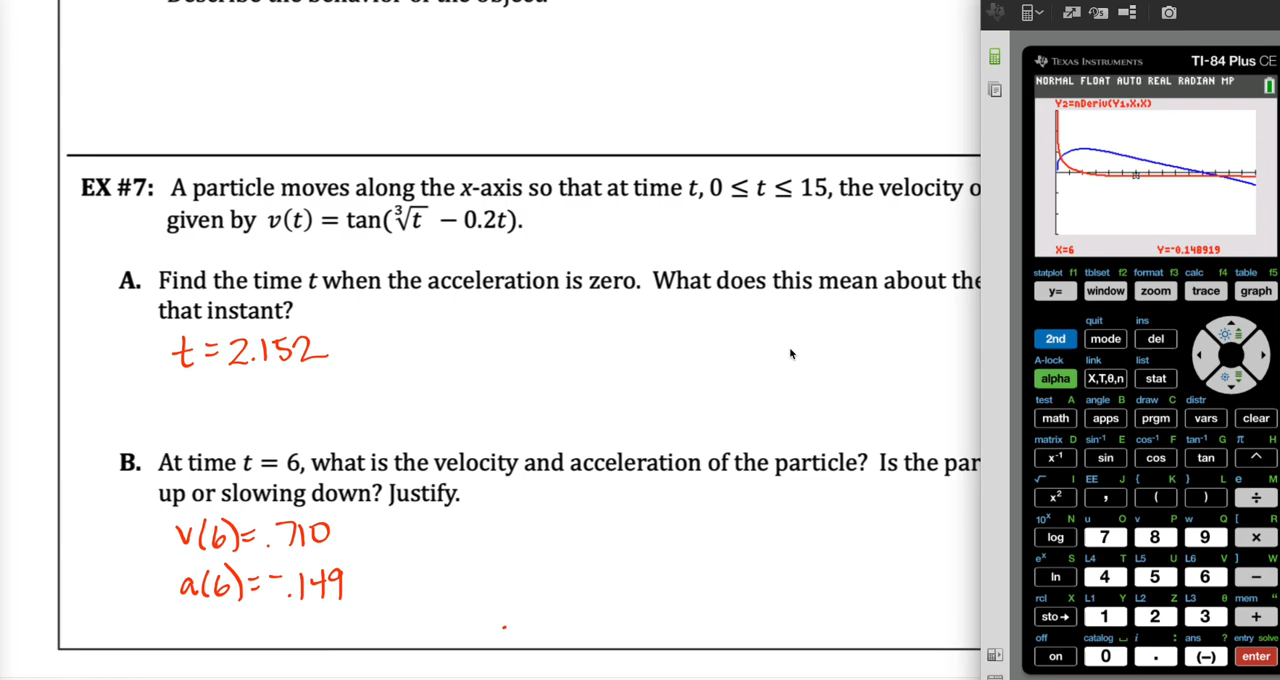 Describe the behavior of the object.
EX #7: A particle moves along the x-axis so that at time t, 0 ≤ t ≤ 15, the velocity o
given by v(t) = tan(∛t − 0.2t).
A. Find the time t when the acceleration is zero. What does this mean about the
that instant?
t = 2.152
B. At time t = 6, what is the velocity and acceleration of the particle? Is the par
up or slowing down? Justify.
v(6)= .710
a(6)= -.149
TEXAS INSTRUMENTS TI-84 Plus CE
NORMAL FLOAT AUTO REAL RADIAN MP
Y2=nDeriv(Y1,X,X)
X=6 Y=-0.148919
statplot f1 tblset f2 format f3 calc f4 table f5
y= window zoom trace graph
quit ins
2nd mode del
A-lock link list
alpha X,T,θ,n stat
test A angle B draw C distr
math apps prgm vars clear
matrix D sin⁻¹ E cos⁻¹ F tan⁻¹ G π H
x⁻¹ sin cos tan ^
√ I EE J { K } L e M
x² , ( ) ÷
10ˣ N u O v P w Q [ R
log 7 8 9 ×
eˣ S L4 T L5 U L6 V ] W
ln 4 5 6 −
rcl X L1 Y L2 Z L3 θ mem "
sto→ 1 2 3 +
off catalog ⎵ i : ans ? entry solve
on 0 . (−) enter